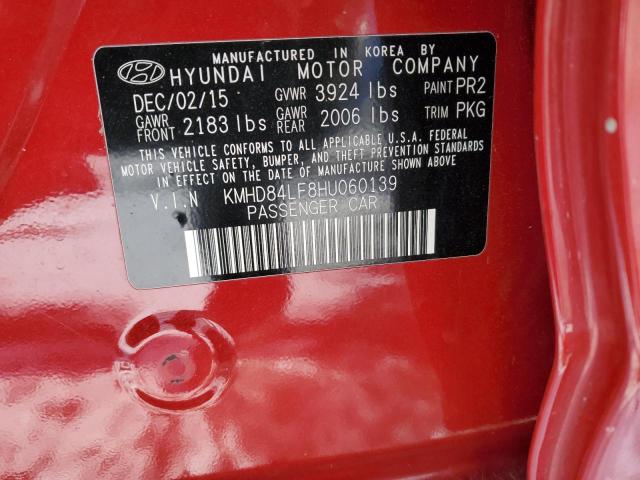 MANUFACTURED IN KOREA BY
HYUNDAI MOTOR COMPANY
DEC/02/15 GVWR 3924 lbs PAINT PR2
GAWR FRONT 2183 lbs GAWR REAR 2006 lbs TRIM PKG
THIS VEHICLE CONFORMS TO ALL APPLICABLE U.S.A. FEDERAL
MOTOR VEHICLE SAFETY, BUMPER, AND THEFT PREVENTION
STANDARDS IN EFFECT ON THE DATE OF MANUFACTURE SHOWN ABOVE.
V.I.N KMHD84LF8HU060139
PASSENGER CAR